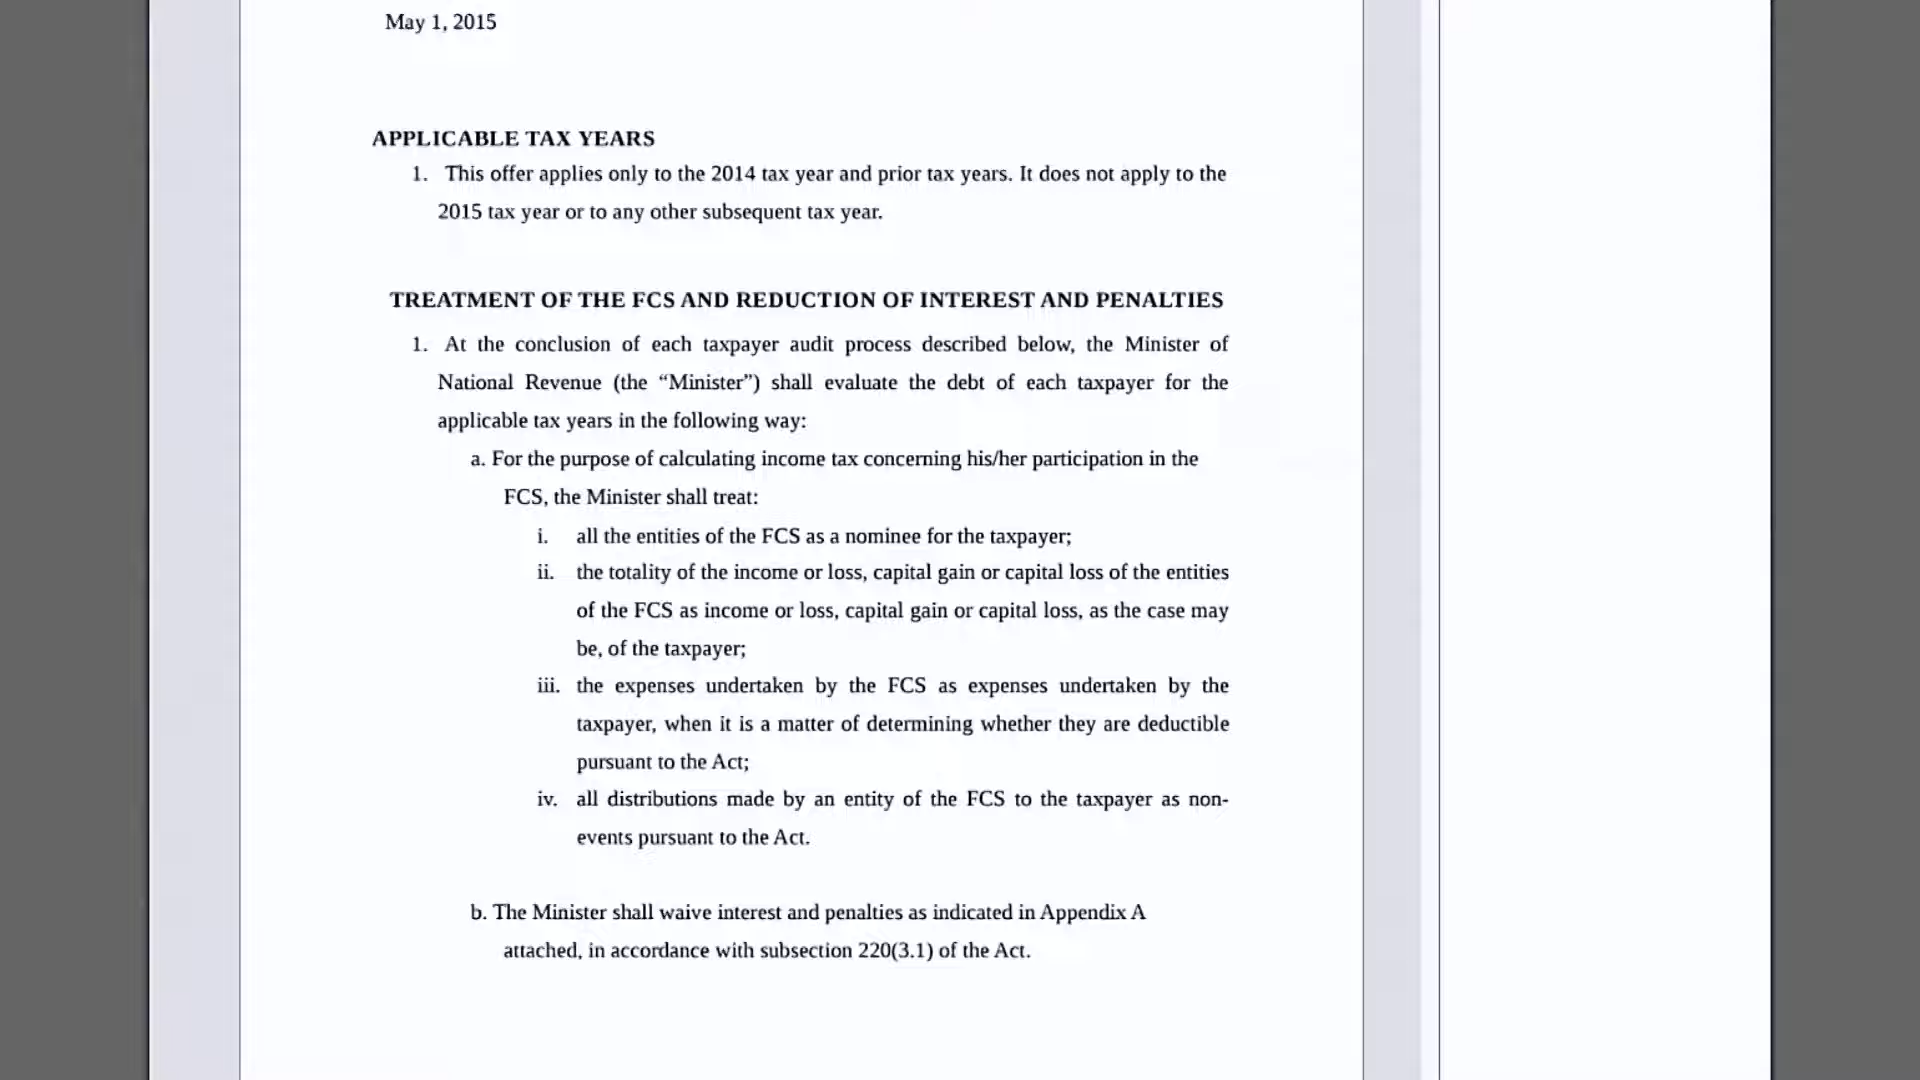 May 1, 2015
APPLICABLE TAX YEARS
1. This offer applies only to the 2014 tax year and prior tax years. It does not apply to the
2015 tax year or to any other subsequent tax year.
TREATMENT OF THE FCS AND REDUCTION OF INTEREST AND PENALTIES
1. At the conclusion of each taxpayer audit process described below, the Minister of
National Revenue (the “Minister”) shall evaluate the debt of each taxpayer for the
applicable tax years in the following way:
a. For the purpose of calculating income tax concerning his/her participation in the
FCS, the Minister shall treat:
i. all the entities of the FCS as a nominee for the taxpayer;
ii. the totality of the income or loss, capital gain or capital loss of the entities
of the FCS as income or loss, capital gain or capital loss, as the case may
be, of the taxpayer;
iii. the expenses undertaken by the FCS as expenses undertaken by the
taxpayer, when it is a matter of determining whether they are deductible
pursuant to the Act;
iv. all distributions made by an entity of the FCS to the taxpayer as non-
events pursuant to the Act.
b. The Minister shall waive interest and penalties as indicated in Appendix A
attached, in accordance with subsection 220(3.1) of the Act.